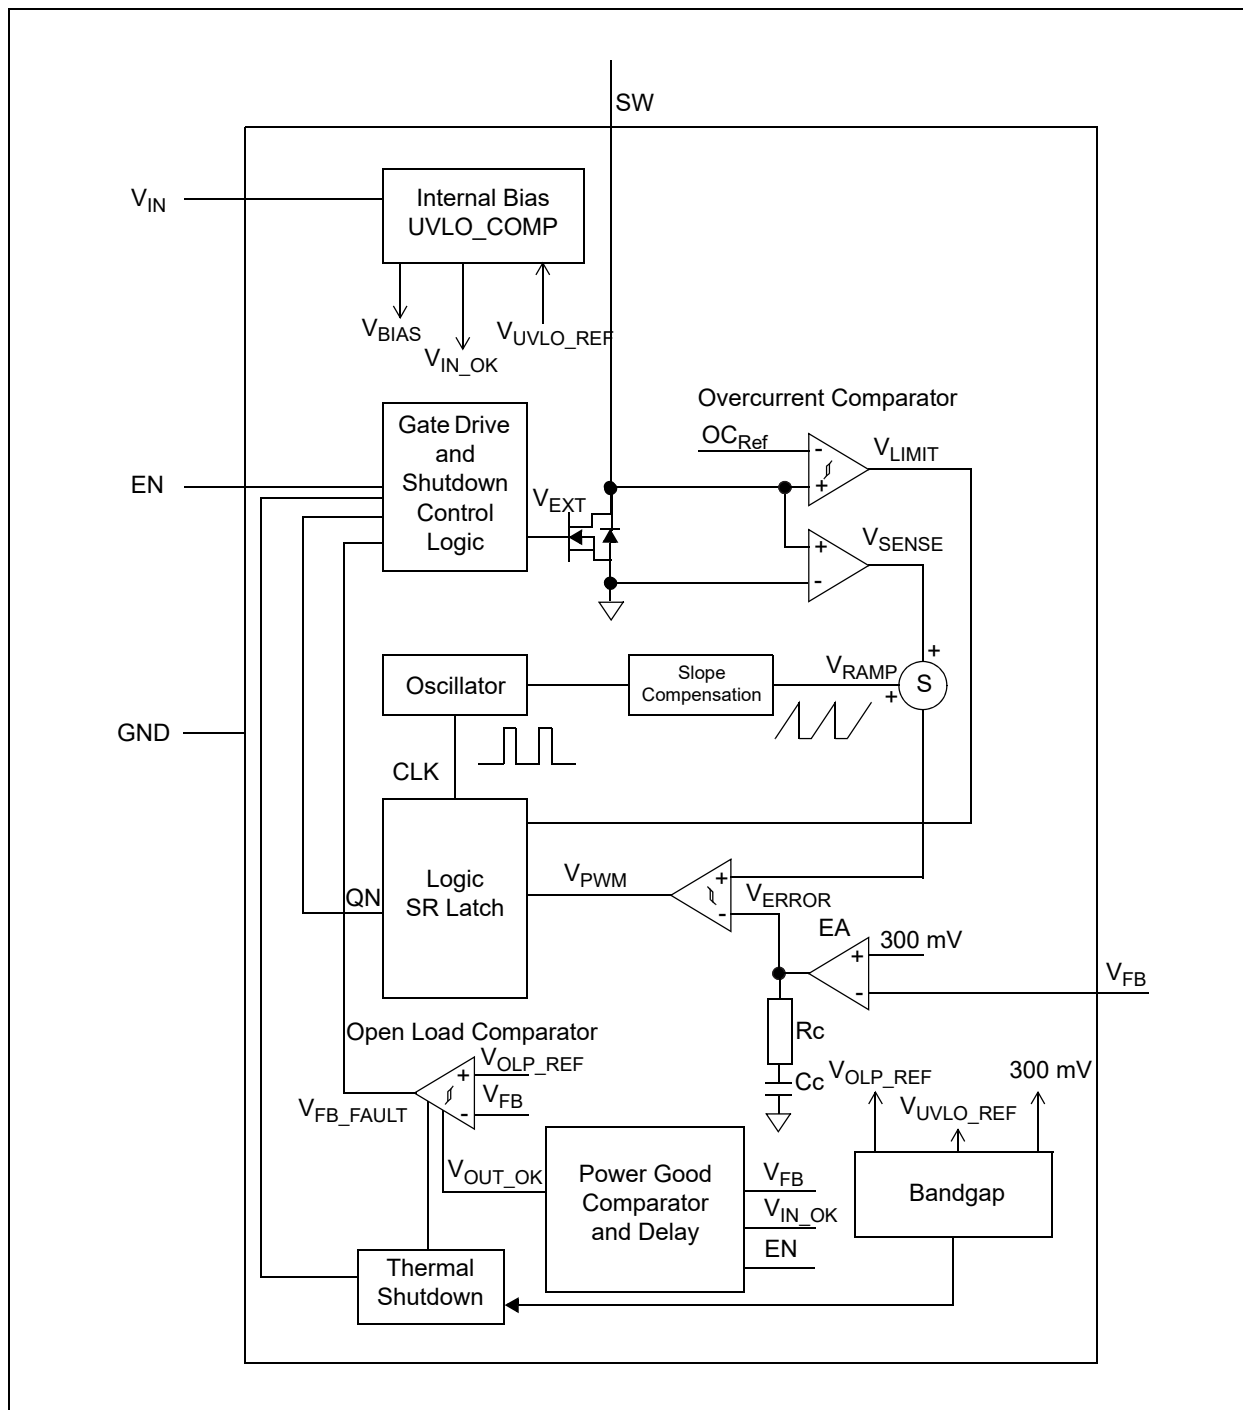 SW
V_IN
Internal Bias
UVLO_COMP
V_BIAS
V_IN_OK
V_UVLO_REF
Overcurrent Comparator
OC_Ref
-
+
V_LIMIT
EN
Gate Drive
and
Shutdown
Control
Logic
V_EXT
V_SENSE
+
-
+
Oscillator
Slope
Compensation
V_RAMP
+
S
GND
CLK
QN
Logic
SR Latch
V_PWM
+
-
V_ERROR
EA
+
-
300 mV
V_FB
Rc
Cc
Open Load Comparator
+
-
V_OLP_REF
V_FB
V_FB_FAULT
V_OLP_REF
V_UVLO_REF
300 mV
Bandgap
V_OUT_OK
Power Good
Comparator
and Delay
V_FB
V_IN_OK
EN
Thermal
Shutdown